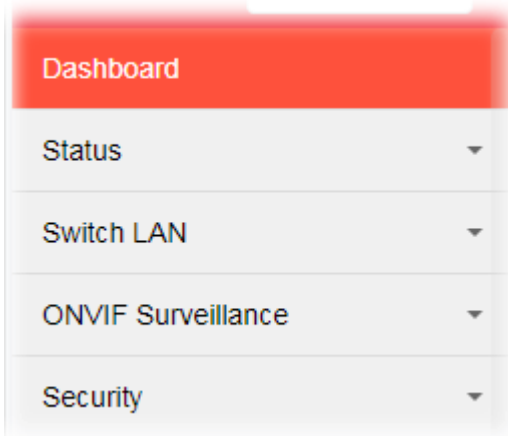 Dashboard
Status
Switch LAN
ONVIF Surveillance
Security